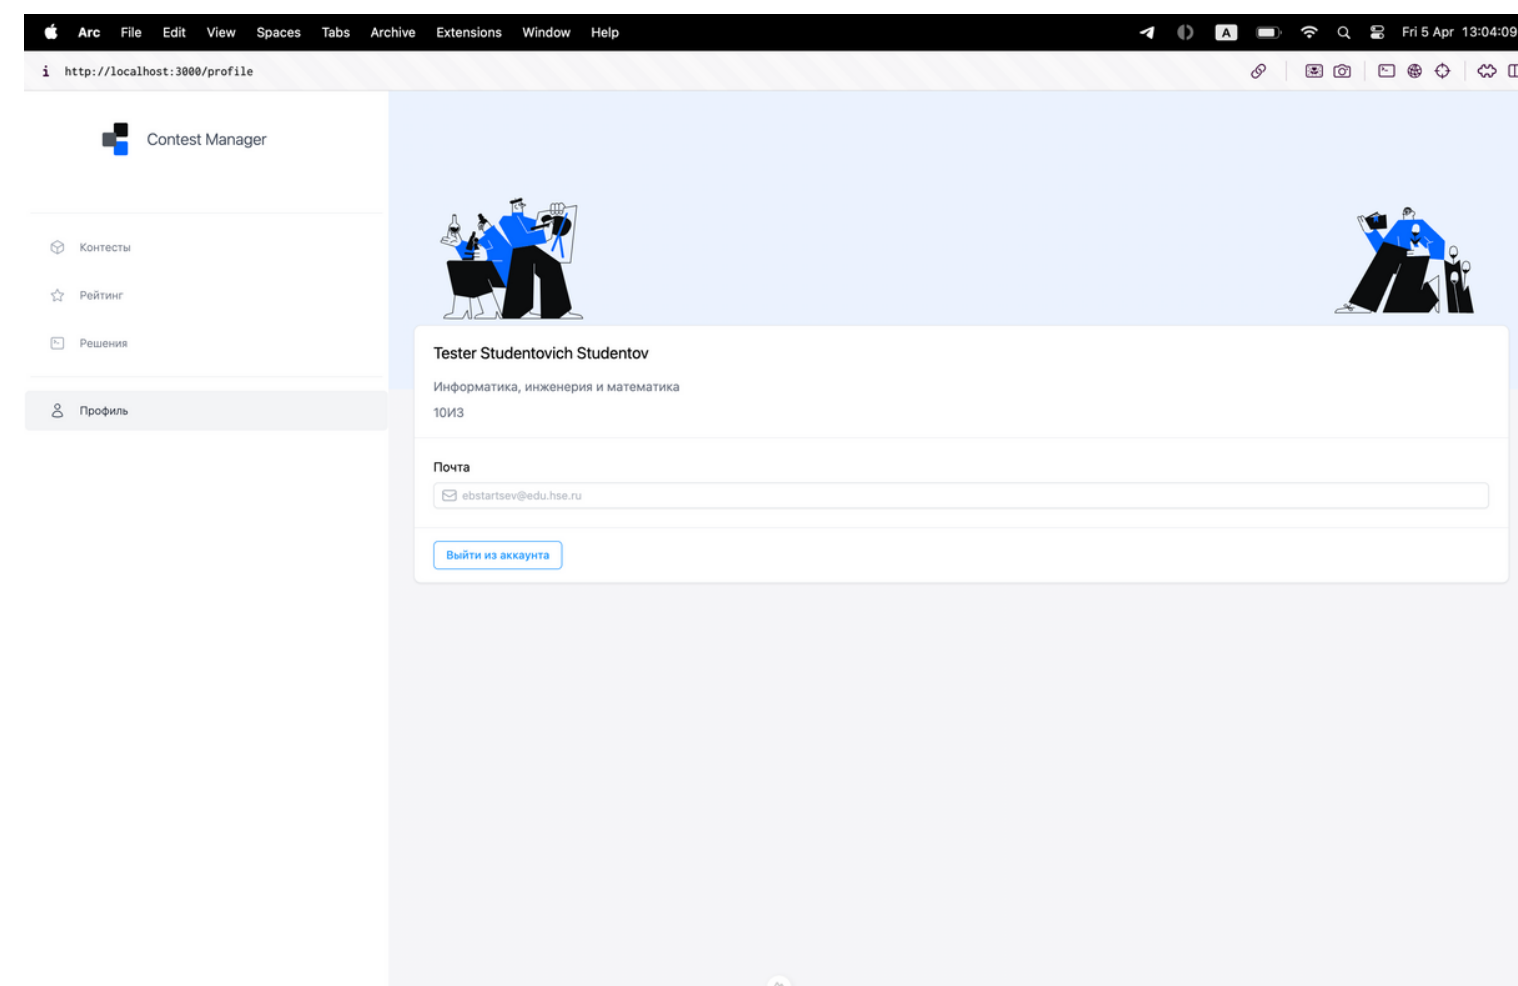 Arc File Edit View Spaces Tabs Archive Extensions Window Help A Fri 5 Apr 13:04:09
i http://localhost:3000/profile
Contest Manager
Контесты
Рейтинг
Решения
Профиль
Tester Studentovich Studentov
Информатика, инженерия и математика
10И3
Почта
ebstartsev@edu.hse.ru
Выйти из аккаунта